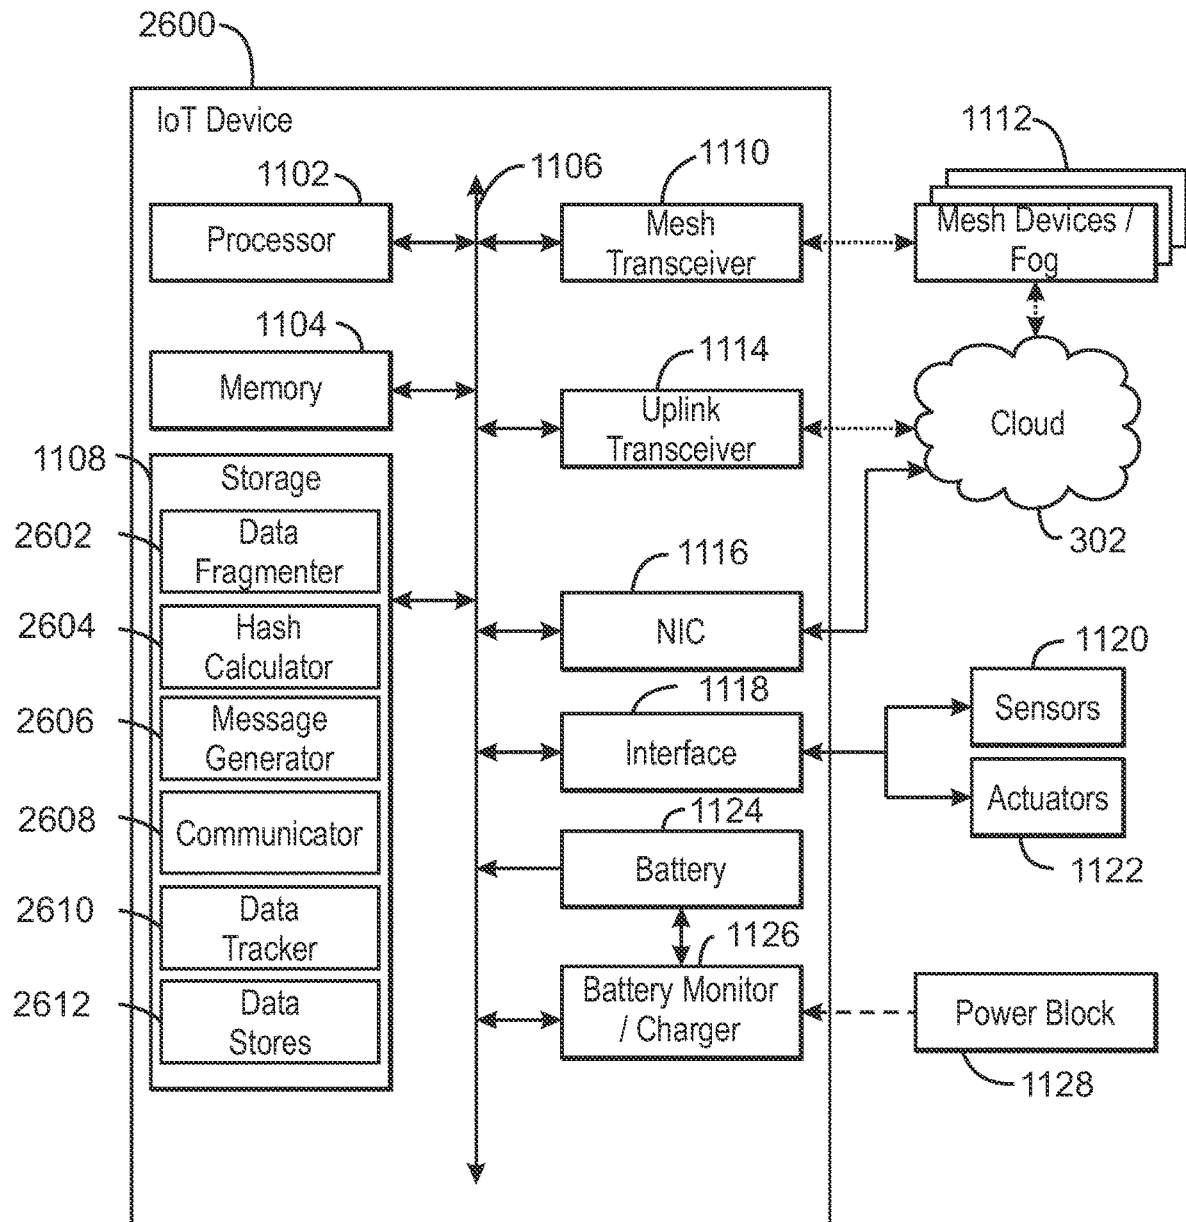 2600
IoT Device
1102
1106
1110
1112
Processor
Mesh
Transceiver
Mesh Devices /
Fog
1104
1114
Memory
Uplink
Transceiver
Cloud
1108
Storage
302
2602
Data
Fragmenter
1116
NIC
2604
Hash
Calculator
1118
1120
Sensors
2606
Message
Generator
Interface
Actuators
1122
2608
Communicator
1124
Battery
2610
Data
Tracker
1126
Battery Monitor
/ Charger
Power Block
1128
2612
Data
Stores